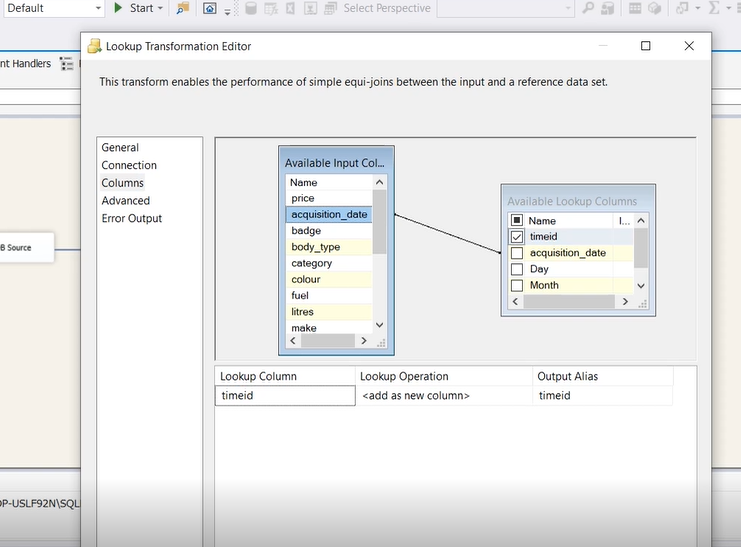 Default
Start
Select Perspective
Lookup Transformation Editor
nt Handlers
This transform enables the performance of simple equi-joins between the input and a reference data set.
General
Connection
Columns
Advanced
Error Output
Available Input Col...
Name
price
acquisition_date
badge
body_type
category
colour
fuel
litres
make
Available Lookup Columns
Name I...
timeid
acquisition_date
Day
Month
B Source
Lookup Column Lookup Operation Output Alias
timeid <add as new column> timeid
OP-USLF92N\SQL